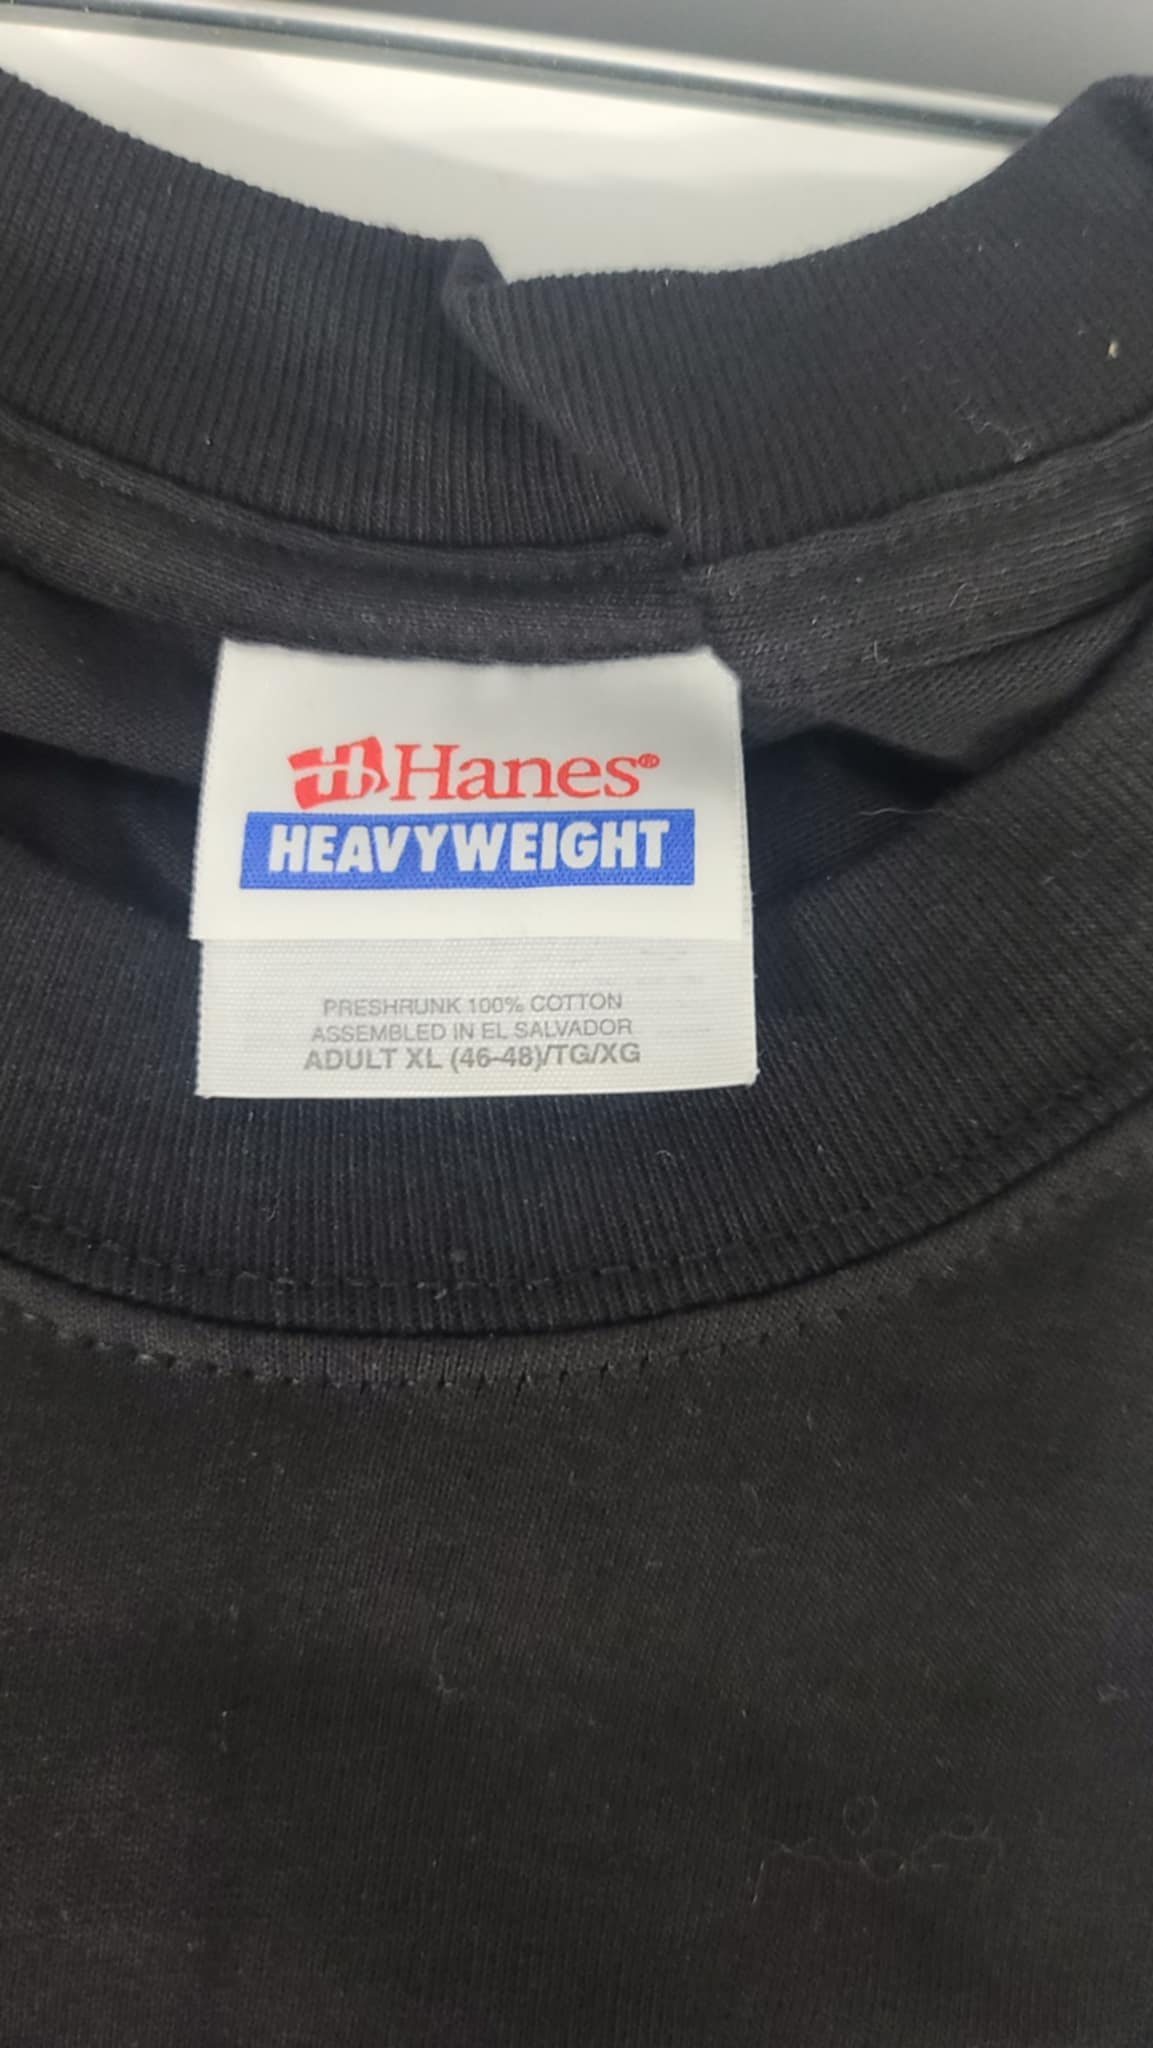 Hanes®
HEAVYWEIGHT
PRESHRUNK 100% COTTON
ASSEMBLED IN EL SALVADOR
ADULT XL (46-48)/TG/XG